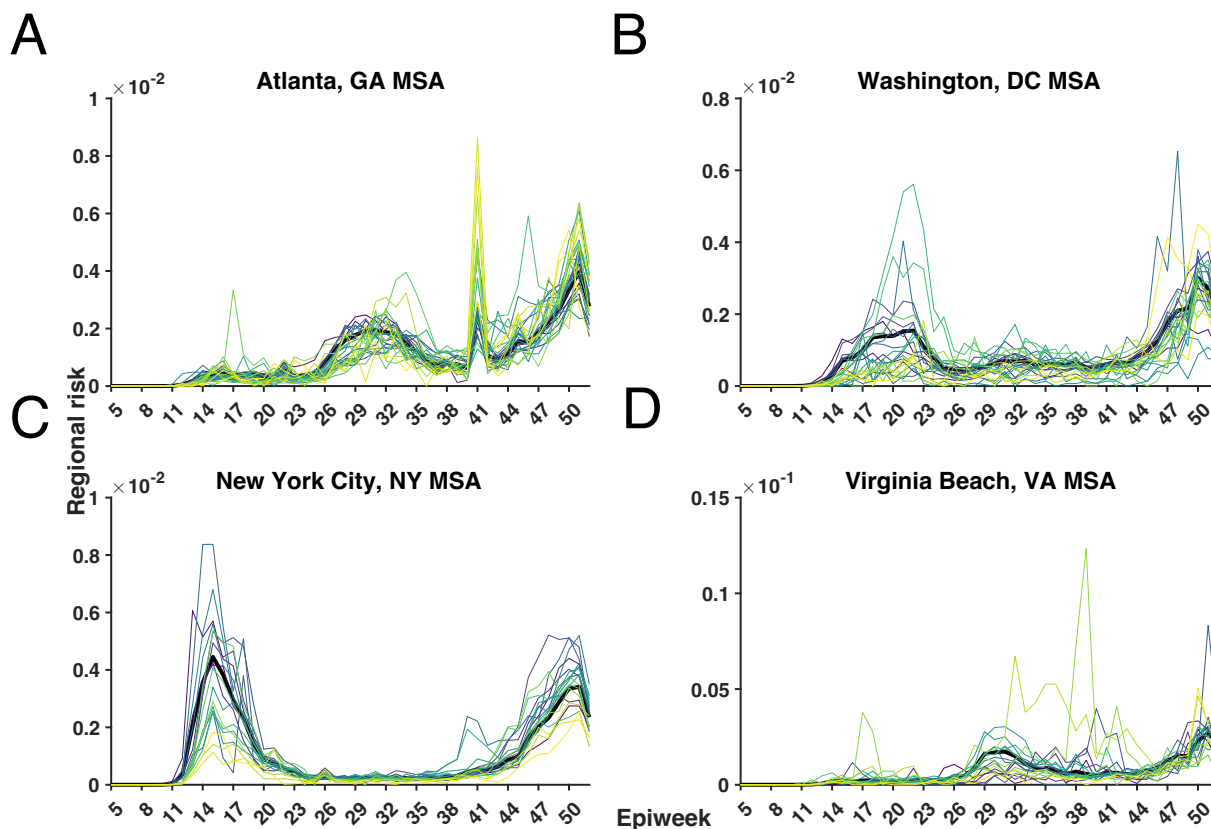 A
Atlanta, GA MSA
× 10-2
1
0.8
0.6
0.4
0.2
0
5 8 11 14 17 20 23 26 29 32 35 38 41 44 47 50
B
Washington, DC MSA
× 10-2
0.8
0.6
0.4
0.2
0
5 8 11 14 17 20 23 26 29 32 35 38 41 44 47 50
Regional risk
C
New York City, NY MSA
× 10-2
1
0.8
0.6
0.4
0.2
0
5 8 11 14 17 20 23 26 29 32 35 38 41 44 47 50
D
Virginia Beach, VA MSA
× 10-1
0.15
0.1
0.05
0
5 8 11 14 17 20 23 26 29 32 35 38 41 44 47 50
Epiweek